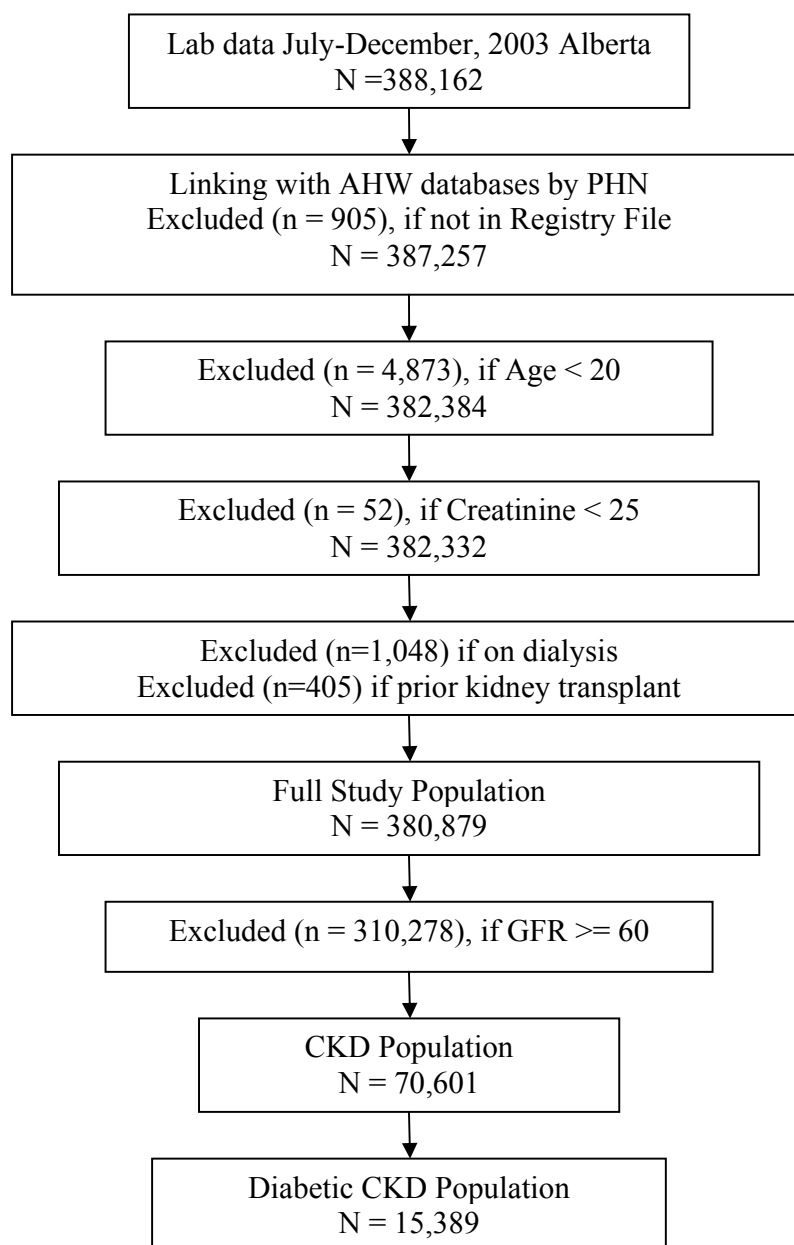 Lab data July-December, 2003 Alberta
N =388,162
Linking with AHW databases by PHN
Excluded (n = 905), if not in Registry File
N = 387,257
Excluded (n = 4,873), if Age < 20
N = 382,384
Excluded (n = 52), if Creatinine < 25
N = 382,332
Excluded (n=1,048) if on dialysis
Excluded (n=405) if prior kidney transplant
Full Study Population
N = 380,879
Excluded (n = 310,278), if GFR >= 60
CKD Population
N = 70,601
Diabetic CKD Population
N = 15,389